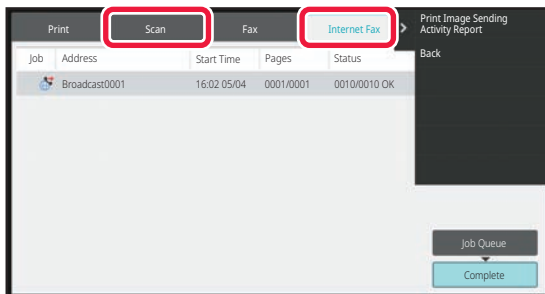 Print Scan Fax Internet Fax
Print Image Sending
Activity Report
Back
Job Address Start Time Pages Status
Broadcast0001 16:02 05/04 0001/0001 0010/0010 OK
Job Queue
Complete